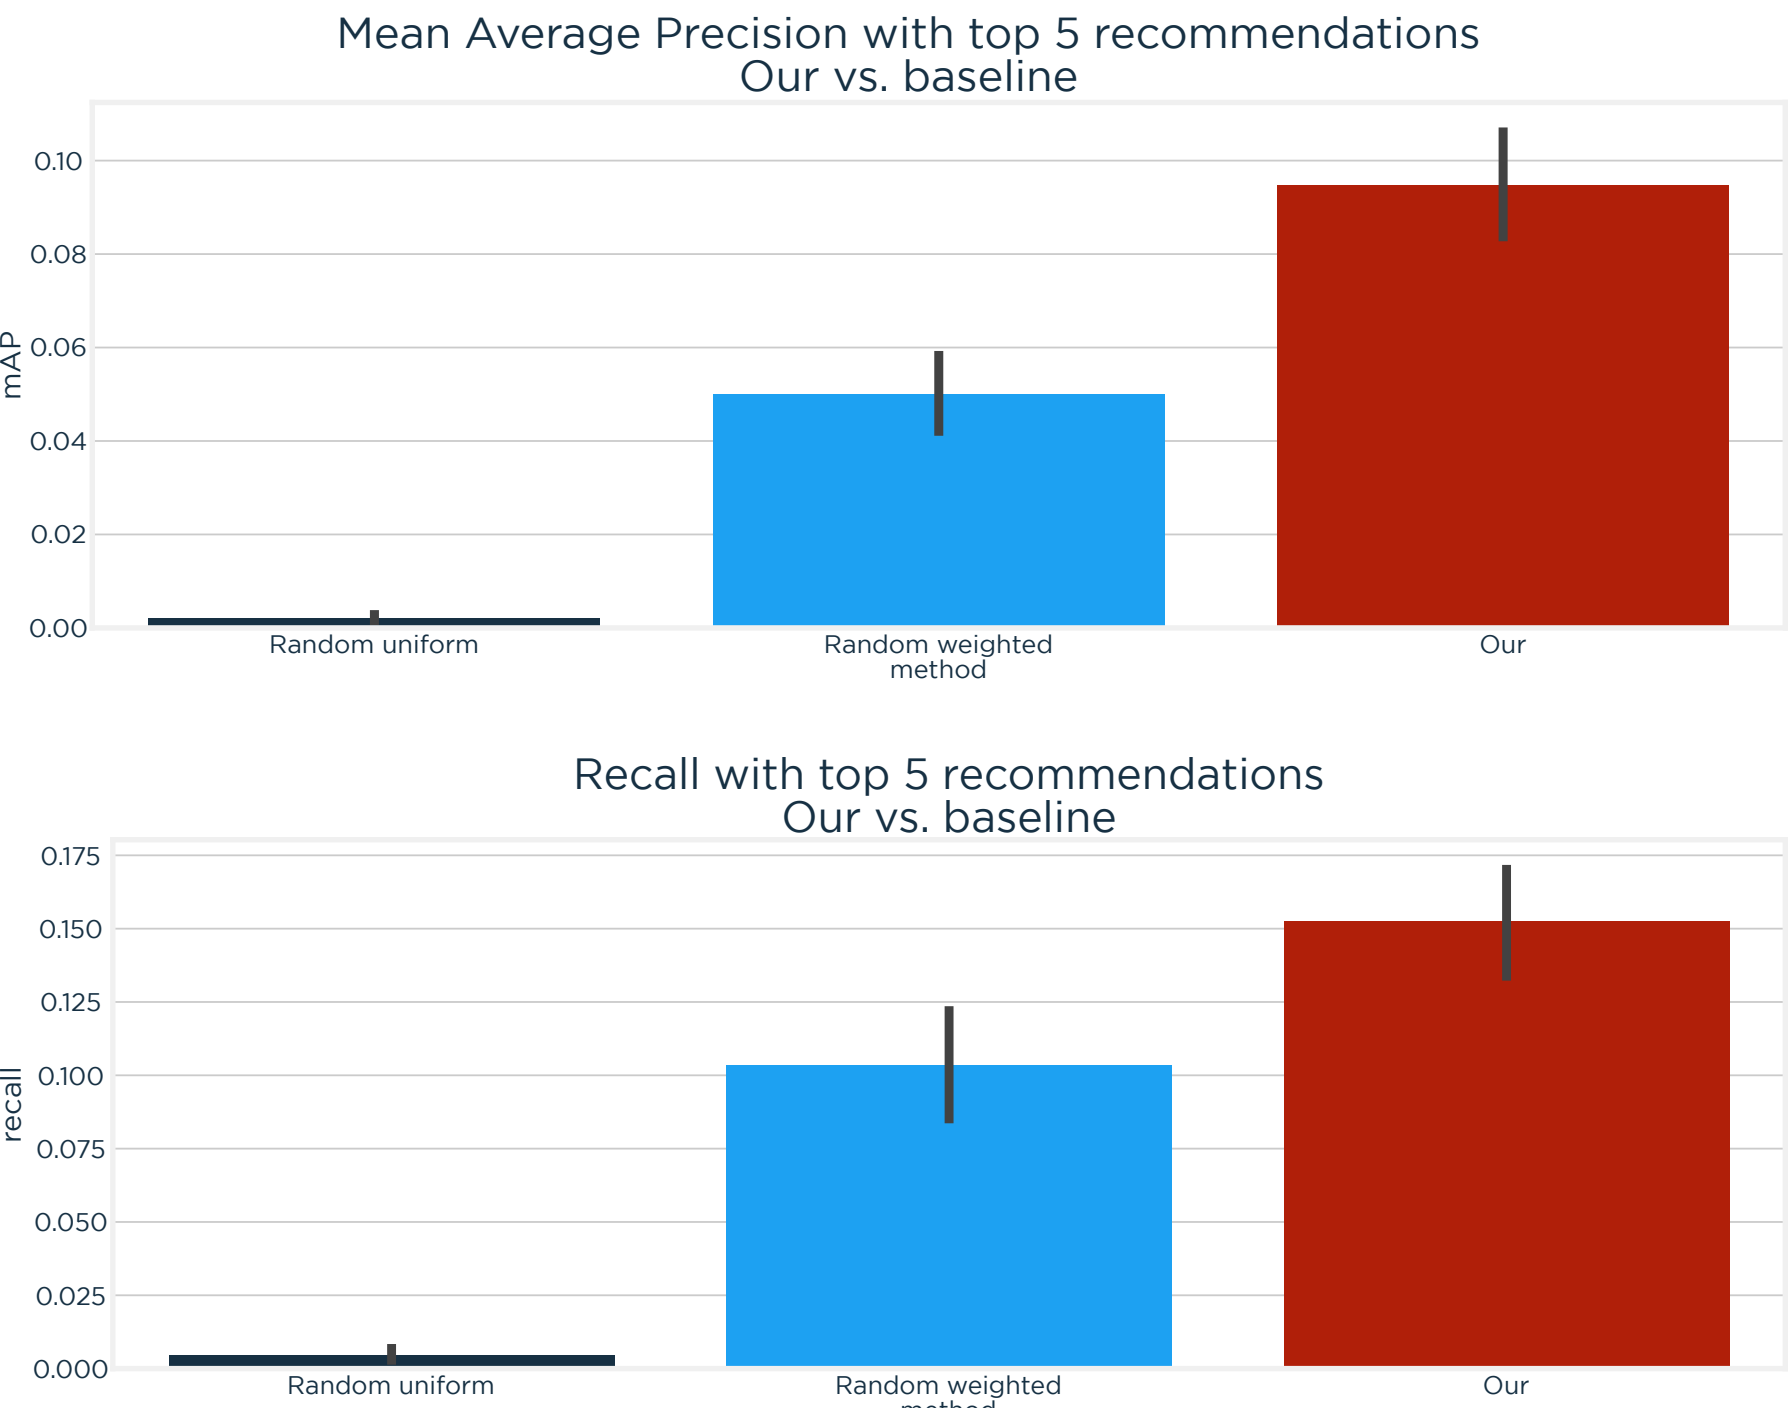 Mean Average Precision with top 5 recommendations
Our vs. baseline
0.10
0.08
0.06
0.04
0.02
0.00
mAP
Random uniform
Random weighted
Our
method
Recall with top 5 recommendations
Our vs. baseline
0.175
0.150
0.125
0.100
0.075
0.050
0.025
0.000
recall
Random uniform
Random weighted
Our
method